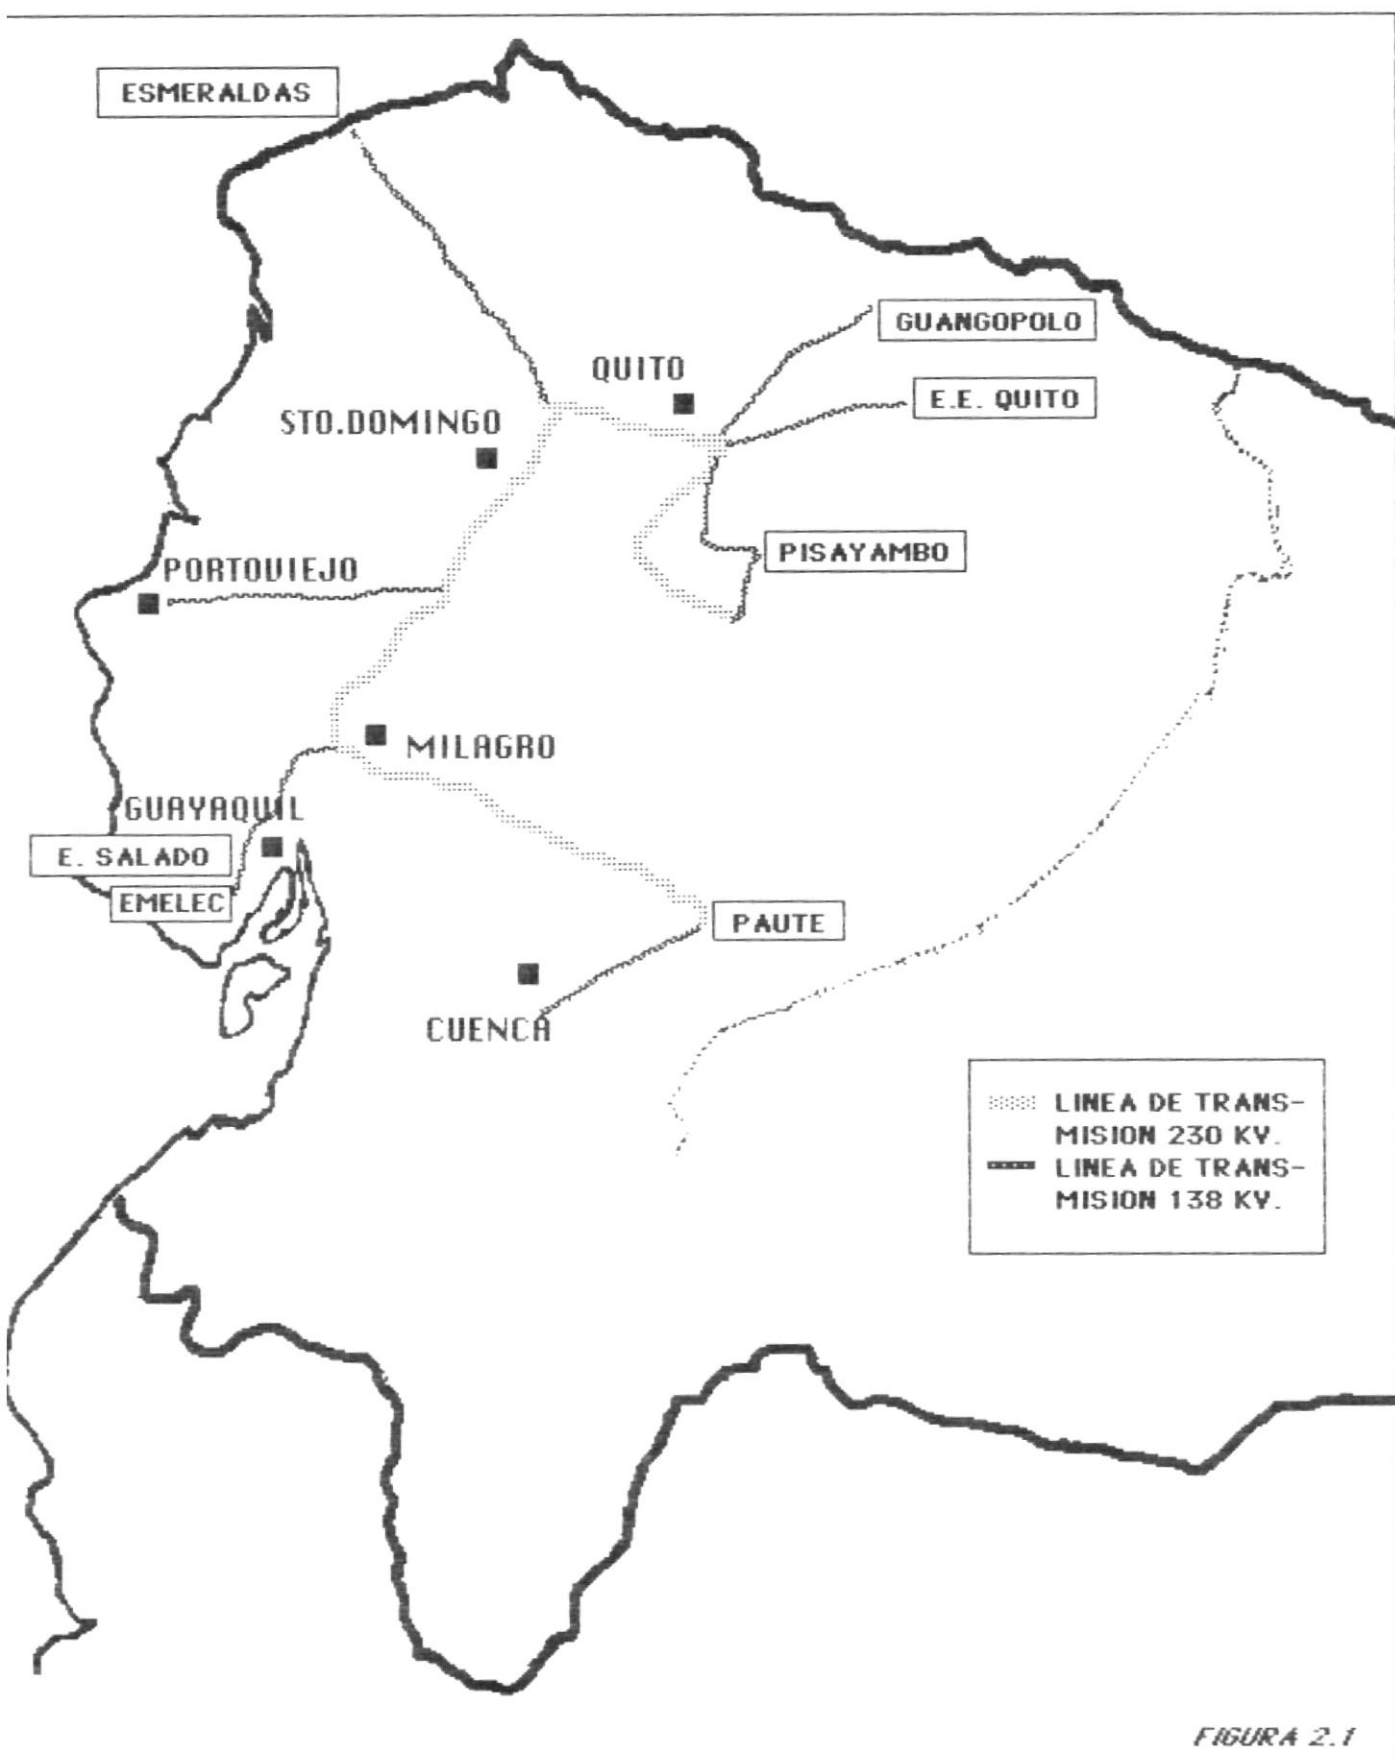 ESMERALDAS
GUANGOPOLO
QUITO
E.E. QUITO
STO.DOMINGO
PISAYAMBO
PORTOVIEJO
MILAGRO
GUAYAQUIL
E. SALADO
EMELEC
PAUTE
CUENCA
LINEA DE TRANS-
MISION 230 KV.
LINEA DE TRANS-
MISION 138 KV.
FIGURA 2.1